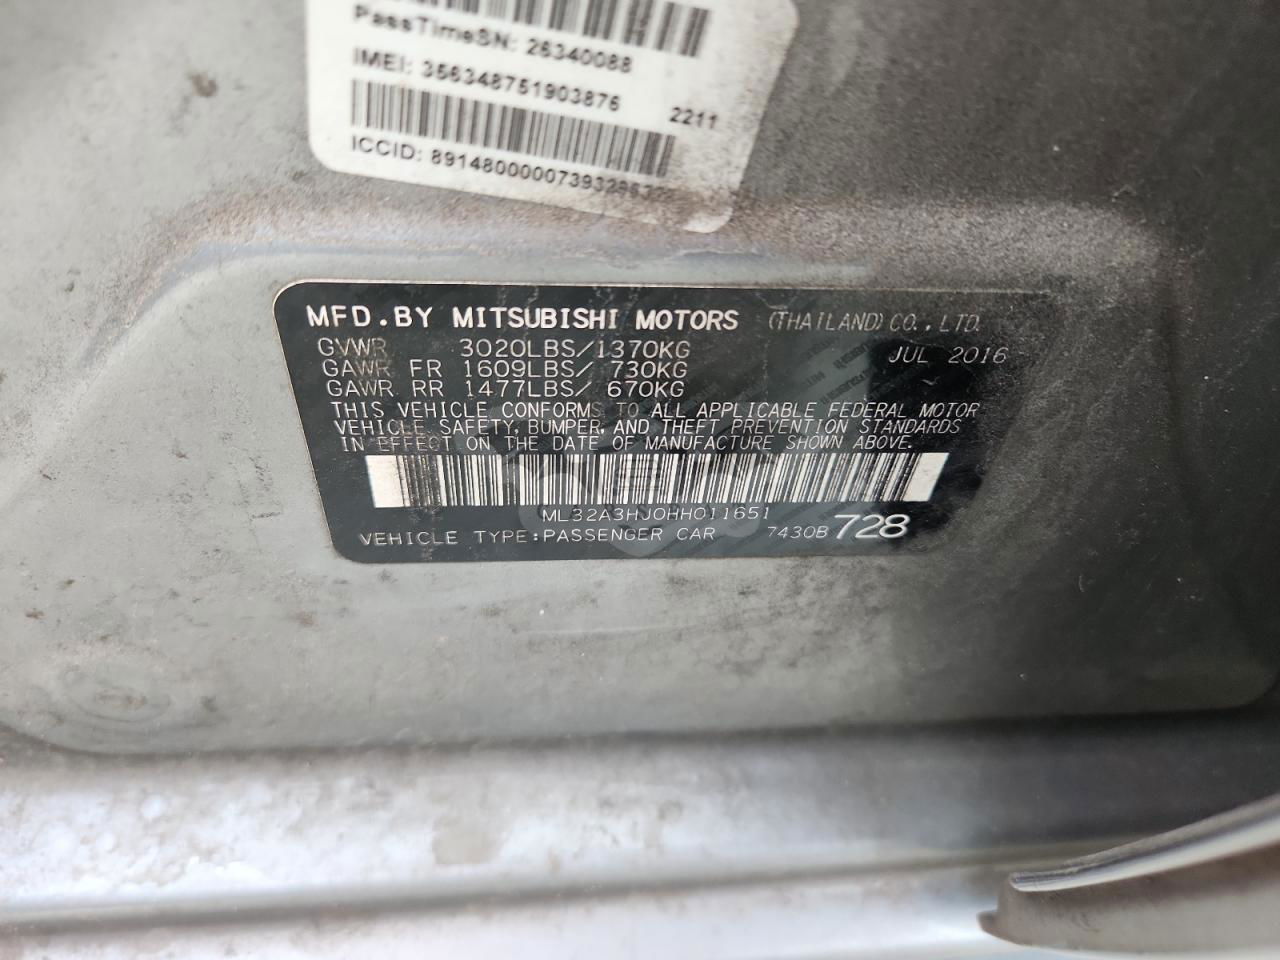 PassTimeSN: 26340088
IMEI: 356348751903876
2211
ICCID: 8914800000739328632
MFD.BY MITSUBISHI MOTORS (THAILAND)CO.,LTD.
GVWR 3020LBS/1370KG JUL 2016
GAWR FR 1609LBS/ 730KG
GAWR RR 1477LBS/ 670KG
THIS VEHICLE CONFORMS TO ALL APPLICABLE FEDERAL MOTOR
VEHICLE SAFETY, BUMPER, AND THEFT PREVENTION STANDARDS
IN EFFECT ON THE DATE OF MANUFACTURE SHOWN ABOVE.
ML32A3HJ0HH011651
VEHICLE TYPE:PASSENGER CAR 7430B 728